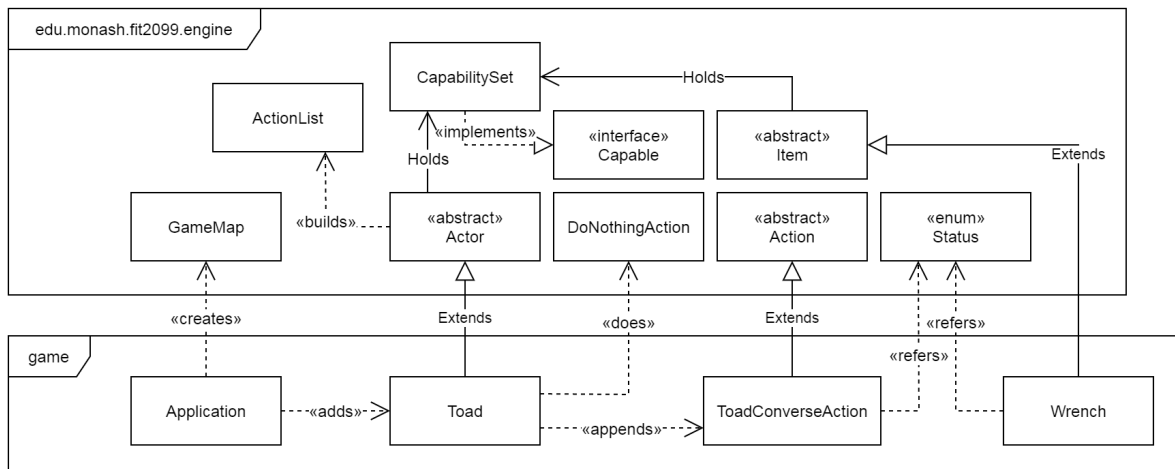 edu.monash.fit2099.engine
CapabilitySet
Holds
ActionList
«implements»
«interface»
Capable
«abstract»
Item
Holds
Extends
GameMap
«builds»
«abstract»
Actor
DoNothingAction
«abstract»
Action
«enum»
Status
«creates»
Extends
«does»
Extends
«refers»
«refers»
game
Application
«adds»
Toad
«appends»
ToadConverseAction
Wrench